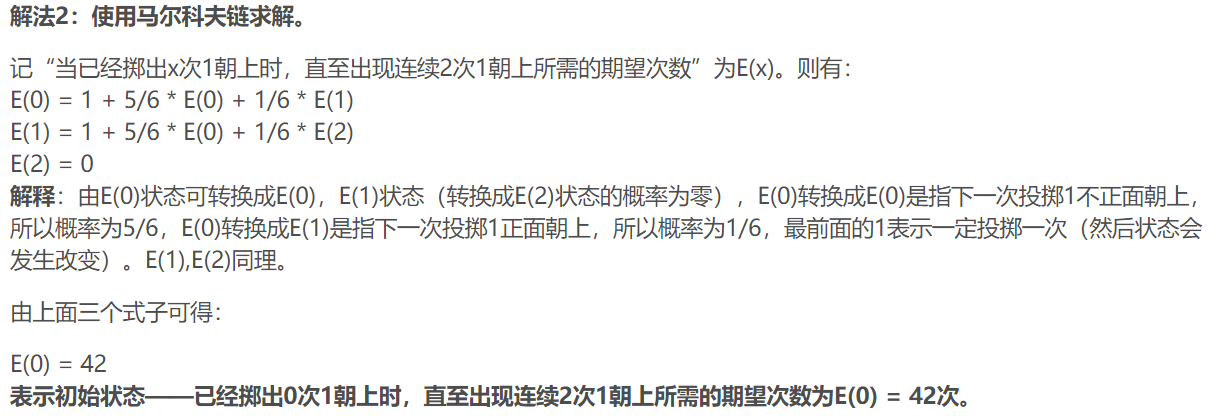 解法2：使用马尔科夫链求解。
记“当已经掷出x次1朝上时，直至出现连续2次1朝上所需的期望次数”为E(x)。则有：
E(0) = 1 + 5/6 * E(0) + 1/6 * E(1)
E(1) = 1 + 5/6 * E(0) + 1/6 * E(2)
E(2) = 0
解释：由E(0)状态可转换成E(0)，E(1)状态（转换成E(2)状态的概率为零），E(0)转换成E(0)是指下一次投掷1不正面朝上，
所以概率为5/6，E(0)转换成E(1)是指下一次投掷1正面朝上，所以概率为1/6，最前面的1表示一定投掷一次（然后状态会
发生改变）。E(1),E(2)同理。
由上面三个式子可得：
E(0) = 42
表示初始状态——已经掷出0次1朝上时，直至出现连续2次1朝上所需的期望次数为E(0) = 42次。